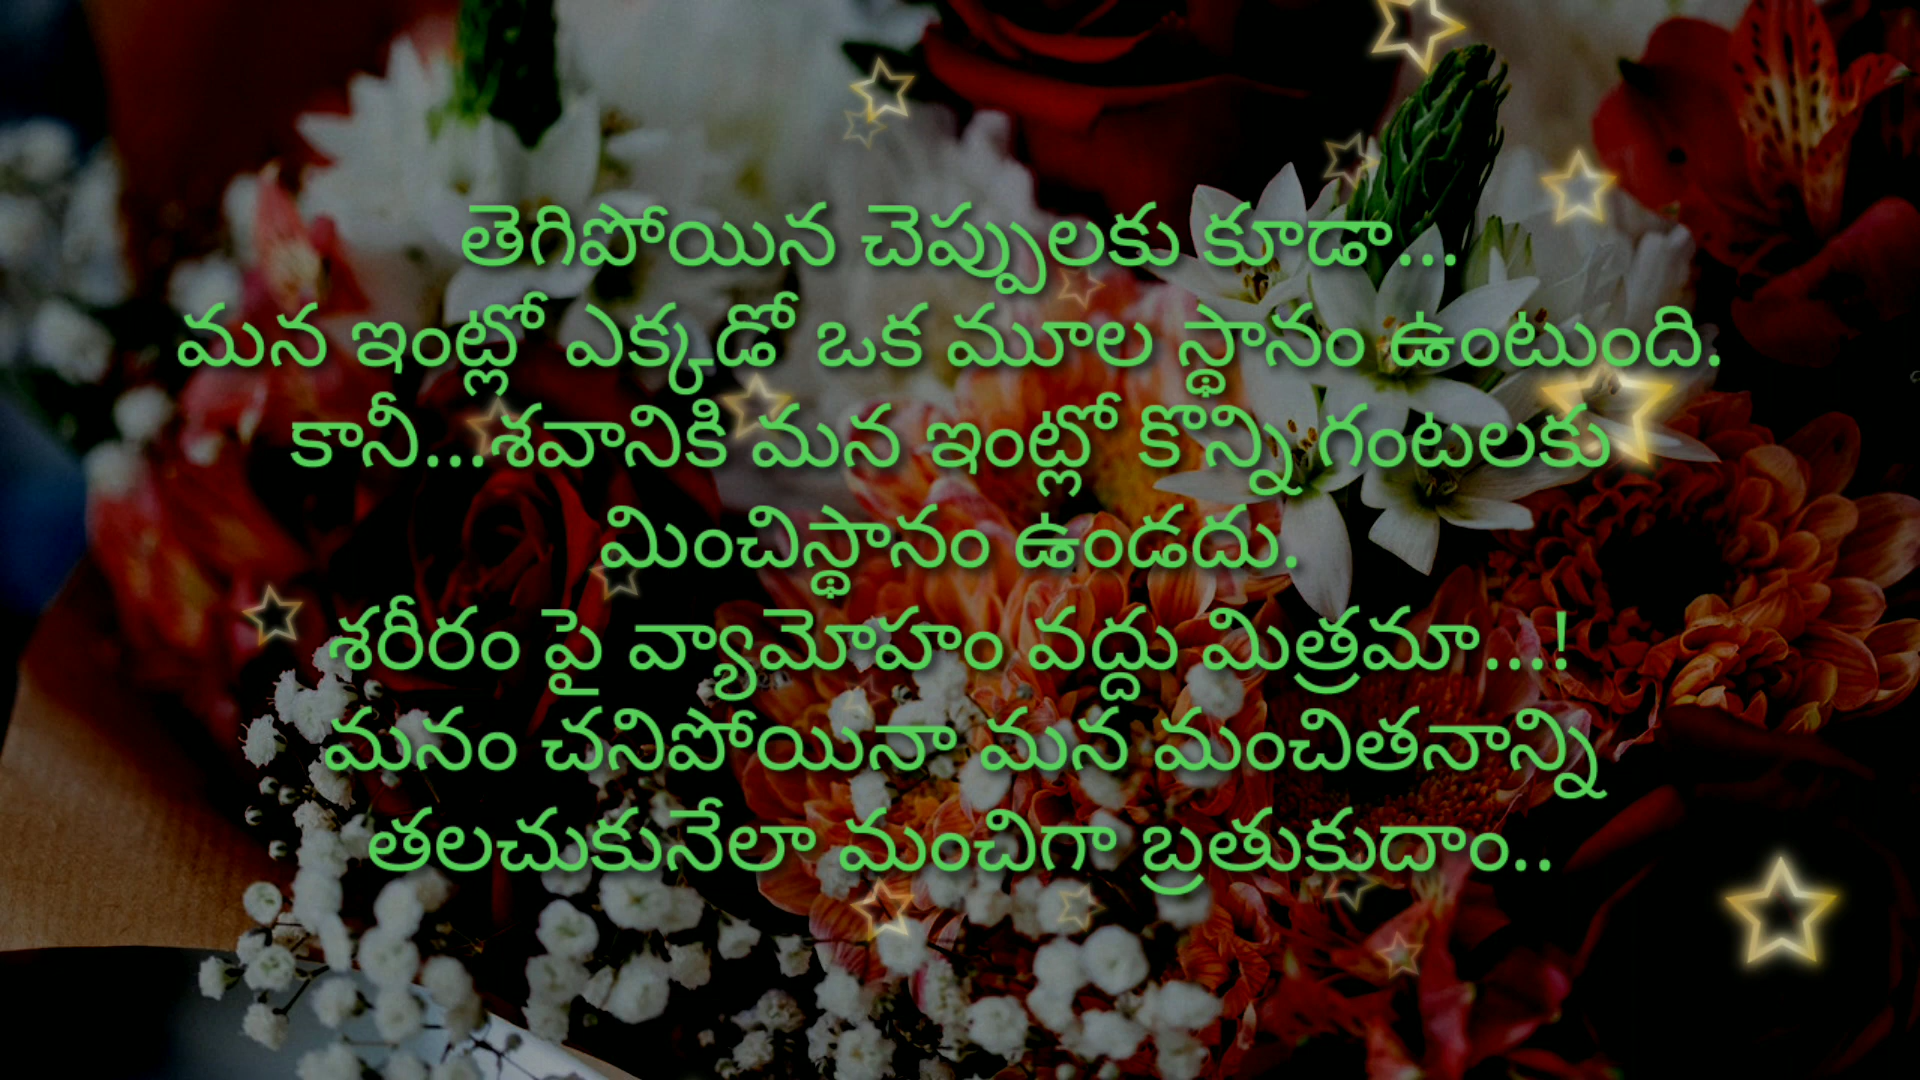 తెగిపోయిన చెప్పులకు కూడా ...
మన ఇంట్లో ఎక్కడో ఒక మూల స్థానం ఉంటుంది.
కానీ...శవానికి మన ఇంట్లో కొన్ని గంటలకు
మించిస్థానం ఉండదు.
శరీరం పై వ్యామోహం వద్దు మిత్రమా...!
మనం చనిపోయినా మన మంచితనాన్ని
తలచుకునేలా మంచిగా బ్రతుకుదాం..